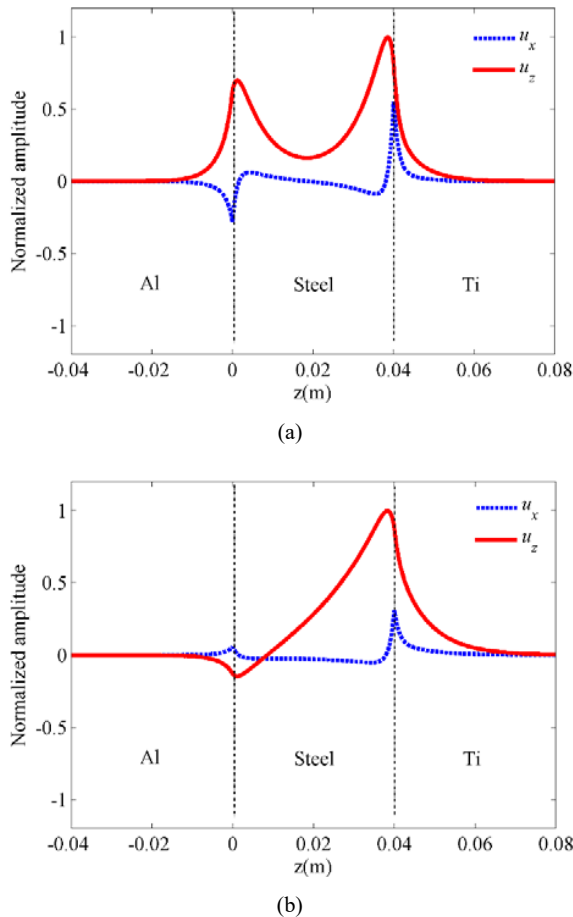 1
0.5
0
-0.5
-1
Normalized amplitude
u_x
u_z
Al
Steel
Ti
-0.04
-0.02
0
0.02
0.04
0.06
0.08
z(m)
(a)
1
0.5
0
-0.5
-1
Normalized amplitude
u_x
u_z
Al
Steel
Ti
-0.04
-0.02
0
0.02
0.04
0.06
0.08
z(m)
(b)